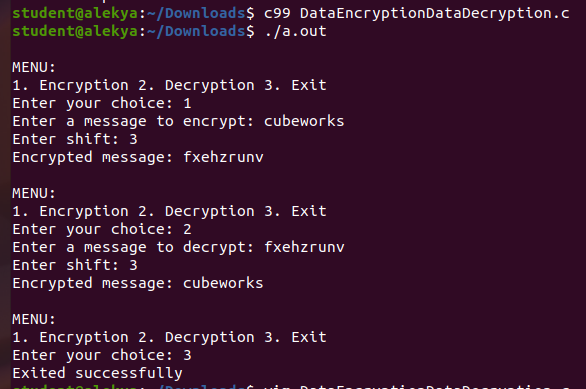 student@alekya:~/Downloads$ c99 DataEncryptionDataDecryption.c
student@alekya:~/Downloads$ ./a.out
MENU:
1. Encryption 2. Decryption 3. Exit
Enter your choice: 1
Enter a message to encrypt: cubeworks
Enter shift: 3
Encrypted message: fxehzrunv
MENU:
1. Encryption 2. Decryption 3. Exit
Enter your choice: 2
Enter a message to decrypt: fxehzrunv
Enter shift: 3
Encrypted message: cubeworks
MENU:
1. Encryption 2. Decryption 3. Exit
Enter your choice: 3
Exited successfully